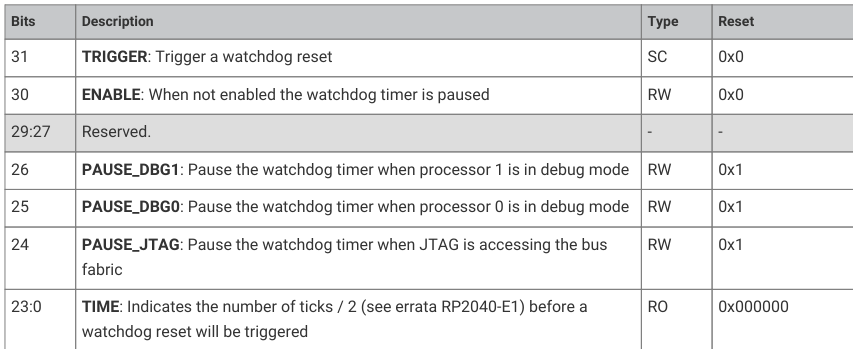 Bits Description Type Reset
31 TRIGGER: Trigger a watchdog reset SC 0x0
30 ENABLE: When not enabled the watchdog timer is paused RW 0x0
29:27 Reserved. - -
26 PAUSE_DBG1: Pause the watchdog timer when processor 1 is in debug mode RW 0x1
25 PAUSE_DBG0: Pause the watchdog timer when processor 0 is in debug mode RW 0x1
24 PAUSE_JTAG: Pause the watchdog timer when JTAG is accessing the bus RW 0x1
fabric
23:0 TIME: Indicates the number of ticks / 2 (see errata RP2040-E1) before a RO 0x000000
watchdog reset will be triggered